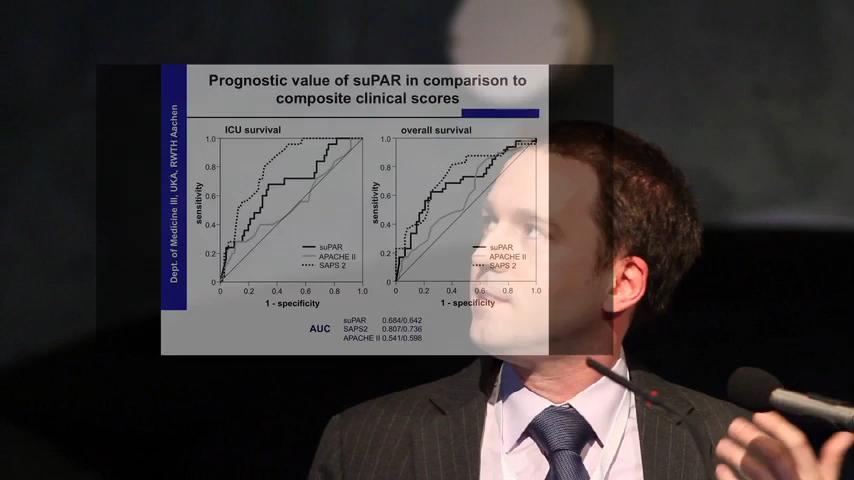 Prognostic value of suPAR in comparison to
composite clinical scores
Dept. of Medicine III, UKA, RWTH Aachen
ICU survival
1.0
0.8
0.6
0.4
0.2
0
sensitivity
0 0.2 0.4 0.6 0.8 1.0
1 - specificity
suPAR
APACHE II
SAPS 2
overall survival
1.0
0.8
0.6
0.4
0.2
0
sensitivity
0 0.2 0.4 0.6 0.8 1.0
1 - specificity
suPAR
APACHE II
SAPS 2
AUC
suPAR 0.684/0.642
SAPS2 0.807/0.736
APACHE II 0.541/0.598